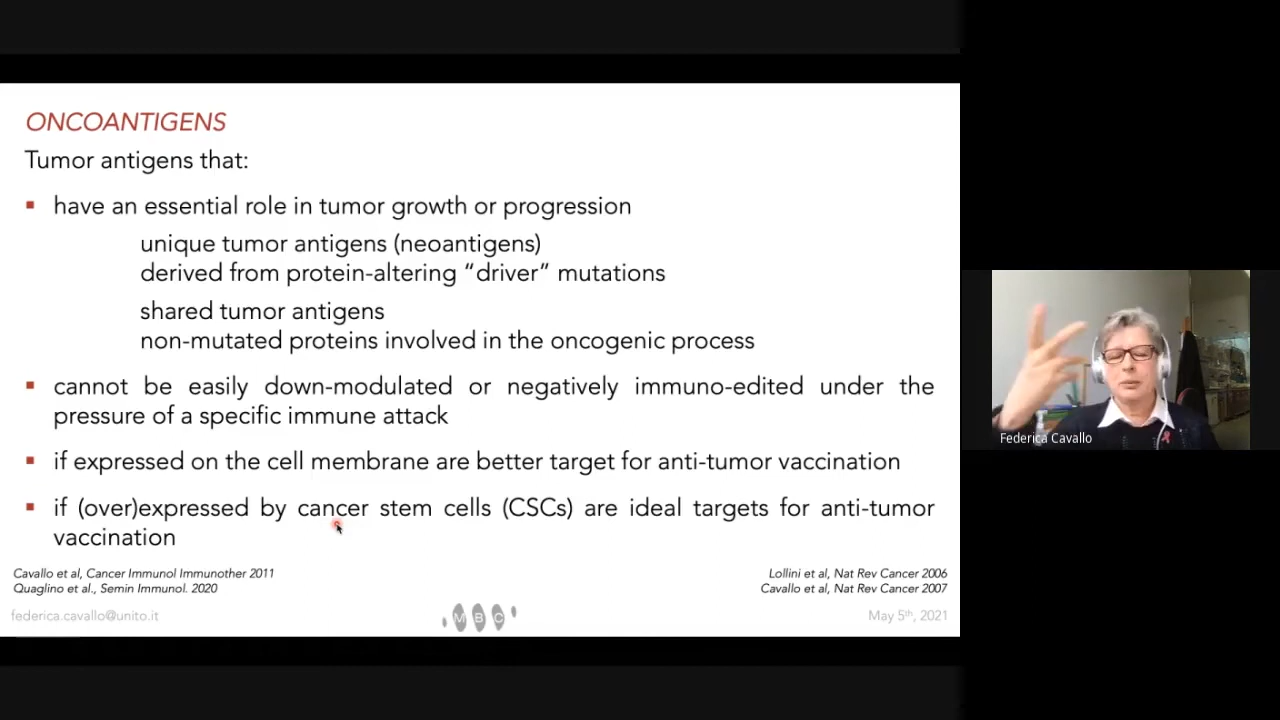 ONCOANTIGENS
Tumor antigens that:
▪ have an essential role in tumor growth or progression
unique tumor antigens (neoantigens)
derived from protein-altering “driver” mutations
shared tumor antigens
non-mutated proteins involved in the oncogenic process
▪ cannot be easily down-modulated or negatively immuno-edited under the
pressure of a specific immune attack
▪ if expressed on the cell membrane are better target for anti-tumor vaccination
▪ if (over)expressed by cancer stem cells (CSCs) are ideal targets for anti-tumor
vaccination
Cavallo et al, Cancer Immunol Immunother 2011
Quaglino et al., Semin Immunol. 2020
Lollini et al, Nat Rev Cancer 2006
Cavallo et al, Nat Rev Cancer 2007
federica.cavallo@unito.it
MBC
May 5th, 2021
Federica Cavallo